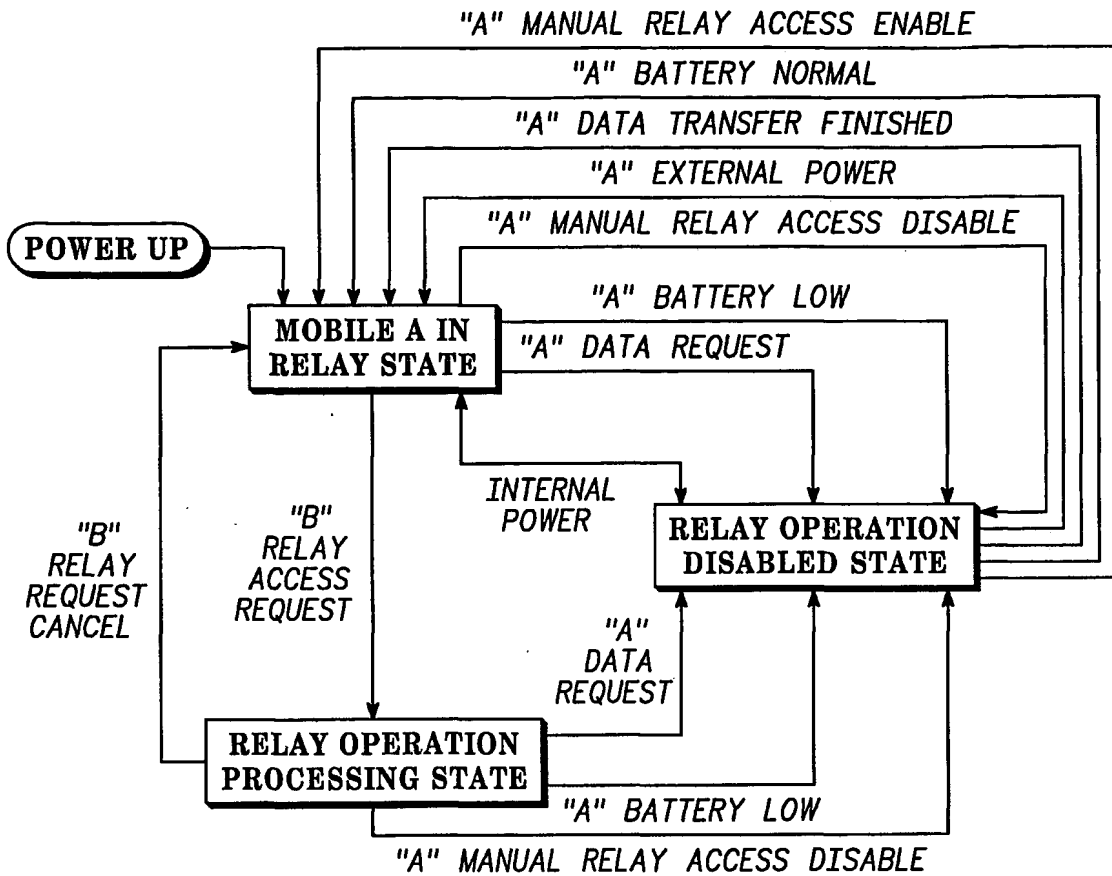 "A" MANUAL RELAY ACCESS ENABLE
"A" BATTERY NORMAL
"A" DATA TRANSFER FINISHED
"A" EXTERNAL POWER
"A" MANUAL RELAY ACCESS DISABLE
POWER UP
"A" BATTERY LOW
MOBILE A IN
RELAY STATE
"A" DATA REQUEST
INTERNAL
POWER
RELAY OPERATION
DISABLED STATE
"B"
RELAY
REQUEST
CANCEL
"B"
RELAY
ACCESS
REQUEST
"A"
DATA
REQUEST
RELAY OPERATION
PROCESSING STATE
"A" BATTERY LOW
"A" MANUAL RELAY ACCESS DISABLE